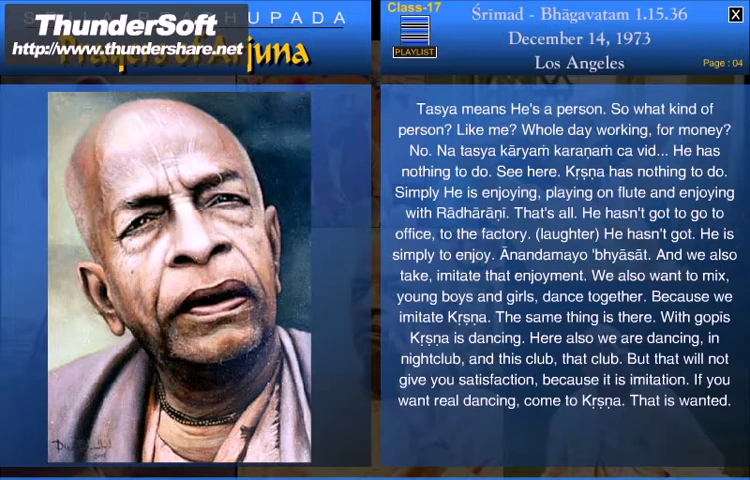 ThunderSoft
http://www.thundershare.net
PRABHUPADA
Prayers of Arjuna
Class-17
PLAYLIST
Śrīmad - Bhāgavatam 1.15.36
December 14, 1973
Los Angeles
X
Page : 04
Tasya means He's a person. So what kind of
person? Like me? Whole day working, for money?
No. Na tasya kāryaṁ karaṇaṁ ca vid... He has
nothing to do. See here. Kṛṣṇa has nothing to do.
Simply He is enjoying, playing on flute and enjoying
with Rādhārāṇī. That's all. He hasn't got to go to
office, to the factory. (laughter) He hasn't got. He is
simply to enjoy. Ānandamayo 'bhyāsāt. And we also
take, imitate that enjoyment. We also want to mix,
young boys and girls, dance together. Because we
imitate Kṛṣṇa. The same thing is there. With gopīs
Kṛṣṇa is dancing. Here also we are dancing, in
nightclub, and this club, that club. But that will not
give you satisfaction, because it is imitation. If you
want real dancing, come to Kṛṣṇa. That is wanted.